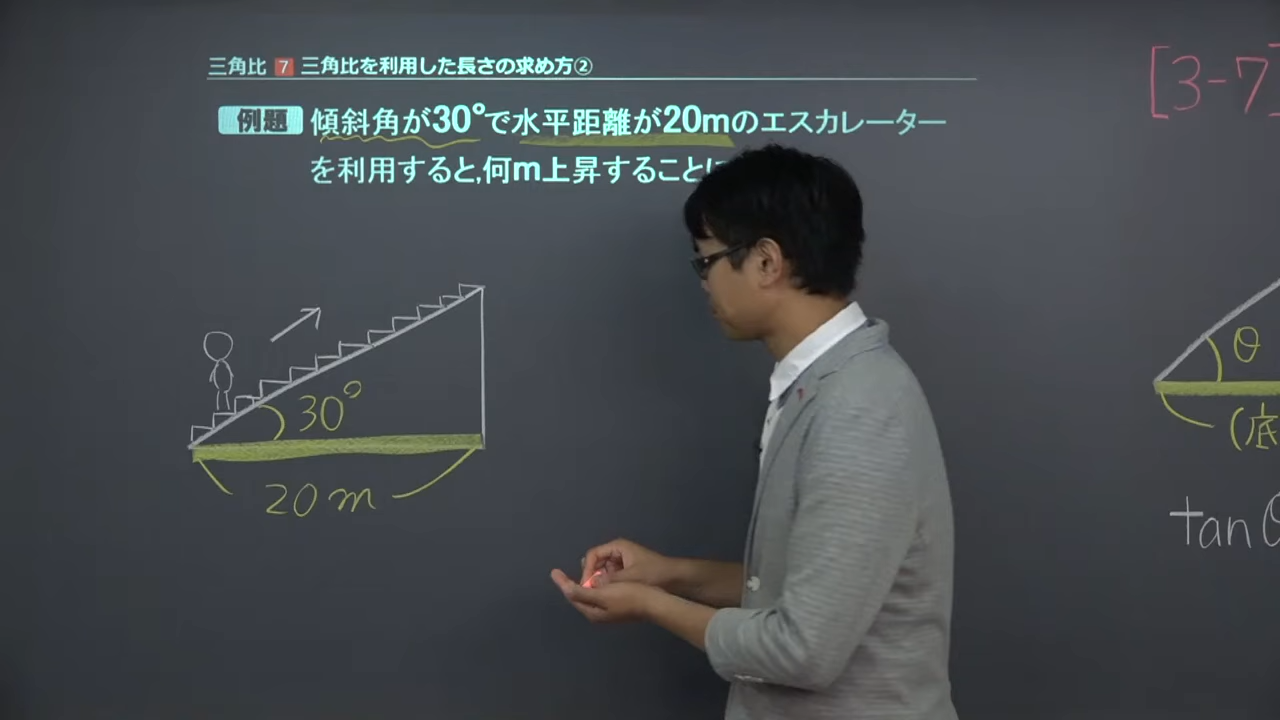 三角比 7 三角比を利用した長さの求め方②
例題 傾斜角が30°で水平距離が20mのエスカレーター
を利用すると,何m上昇すること
[3-7]
30°
20m
θ
(底
tan